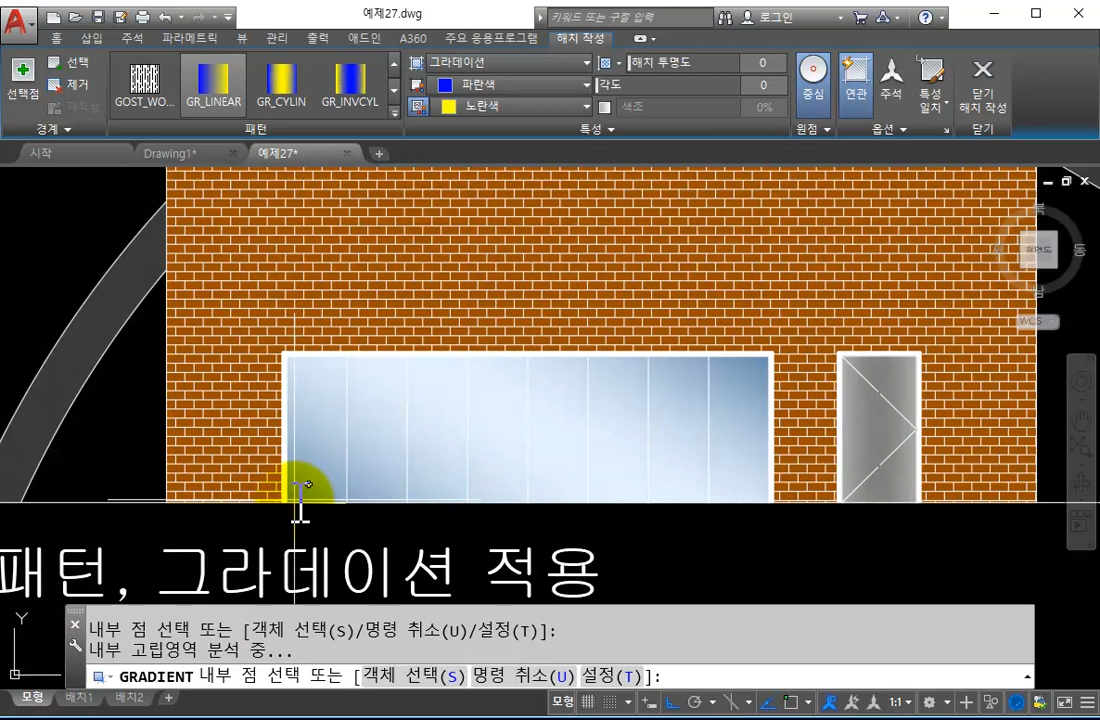 예제27.dwg
키워드 또는 구절 입력
로그인
홈 삽입 주석 파라메트릭 뷰 관리 출력 애드인 A360 주요 응용프로그램 해치 작성
선택점
선택
제거
경계
GOST_WO... GR_LINEAR GR_CYLIN GR_INVCYL
패턴
그라데이션
파란색
노란색
해치 투명도 0
각도 0
색조 0%
특성
중심
원점
연관
주석
특성
일치
옵션
닫기
해치 작성
닫기
시작 Drawing1* 예제27*
북
동
남
WCS
패턴, 그라데이션 적용
Y
내부 점 선택 또는 [객체 선택(S)/명령 취소(U)/설정(T)]:
내부 고립영역 분석 중...
GRADIENT 내부 점 선택 또는 [객체 선택(S) 명령 취소(U) 설정(T)]:
모형 배치1 배치2
모형 1:1